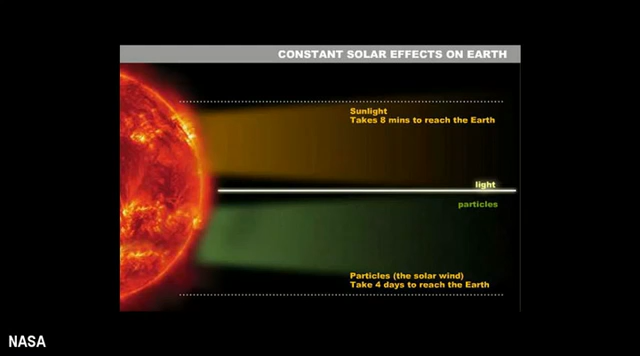 CONSTANT SOLAR EFFECTS ON EARTH
Sunlight
Takes 8 mins to reach the Earth
light
particles
Particles (the solar wind)
Take 4 days to reach the Earth
NASA